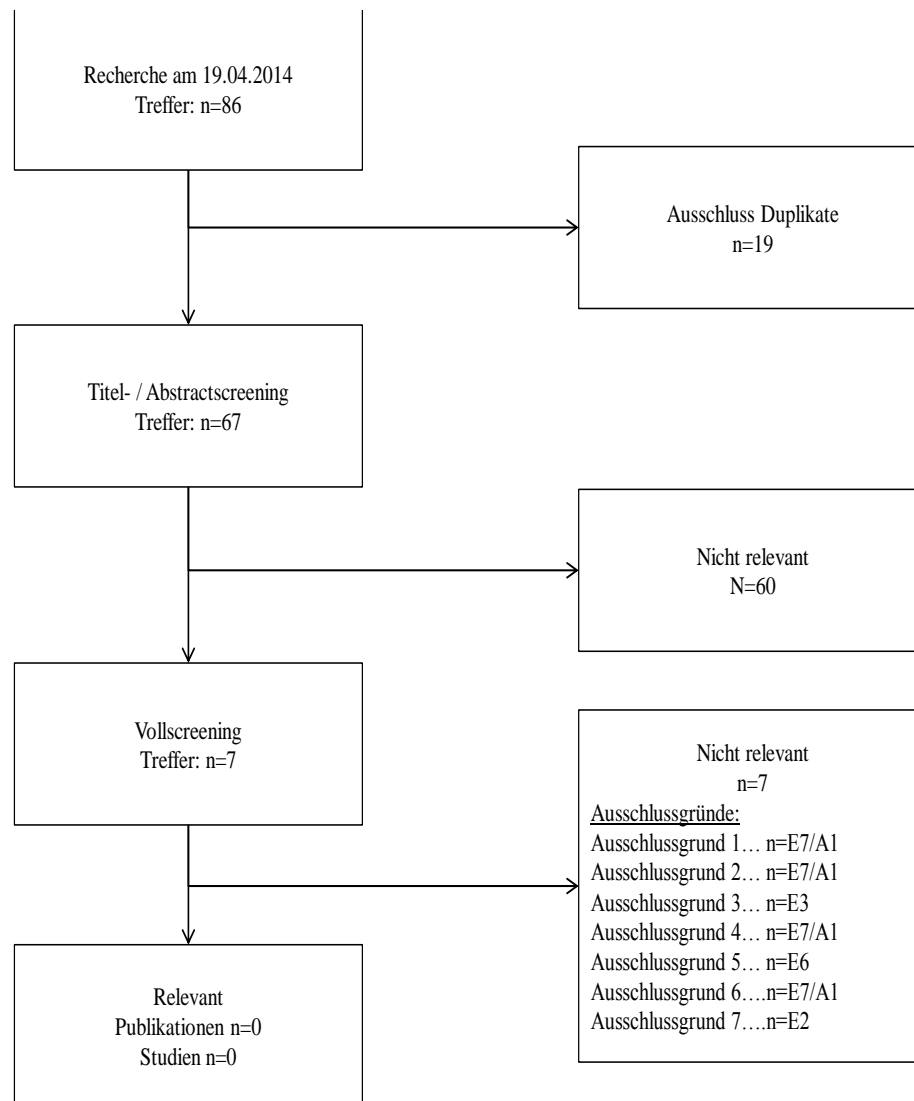 Recherche am 19.04.2014
Treffer: n=86
Ausschluss Duplikate
n=19
Titel- / Abstractscreening
Treffer: n=67
Nicht relevant
N=60
Vollscreening
Treffer: n=7
Nicht relevant
n=7
Ausschlussgründe:
Ausschlussgrund 1… n=E7/A1
Ausschlussgrund 2… n=E7/A1
Ausschlussgrund 3… n=E3
Ausschlussgrund 4… n=E7/A1
Ausschlussgrund 5… n=E6
Ausschlussgrund 6….n=E7/A1
Ausschlussgrund 7….n=E2
Relevant
Publikationen n=0
Studien n=0